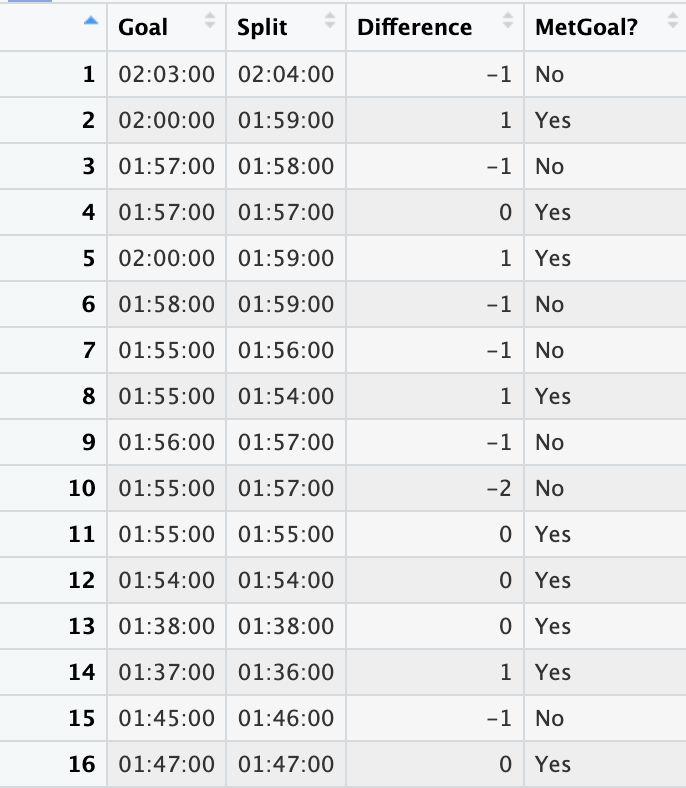 Goal Split Difference MetGoal?
1 02:03:00 02:04:00 -1 No
2 02:00:00 01:59:00 1 Yes
3 01:57:00 01:58:00 -1 No
4 01:57:00 01:57:00 0 Yes
5 02:00:00 01:59:00 1 Yes
6 01:58:00 01:59:00 -1 No
7 01:55:00 01:56:00 -1 No
8 01:55:00 01:54:00 1 Yes
9 01:56:00 01:57:00 -1 No
10 01:55:00 01:57:00 -2 No
11 01:55:00 01:55:00 0 Yes
12 01:54:00 01:54:00 0 Yes
13 01:38:00 01:38:00 0 Yes
14 01:37:00 01:36:00 1 Yes
15 01:45:00 01:46:00 -1 No
16 01:47:00 01:47:00 0 Yes